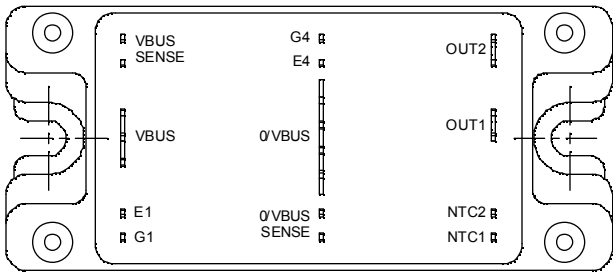 VBUS
SENSE
G4
E4
OUT2
VBUS
0/VBUS
OUT1
E1
G1
0/VBUS
SENSE
NTC2
NTC1